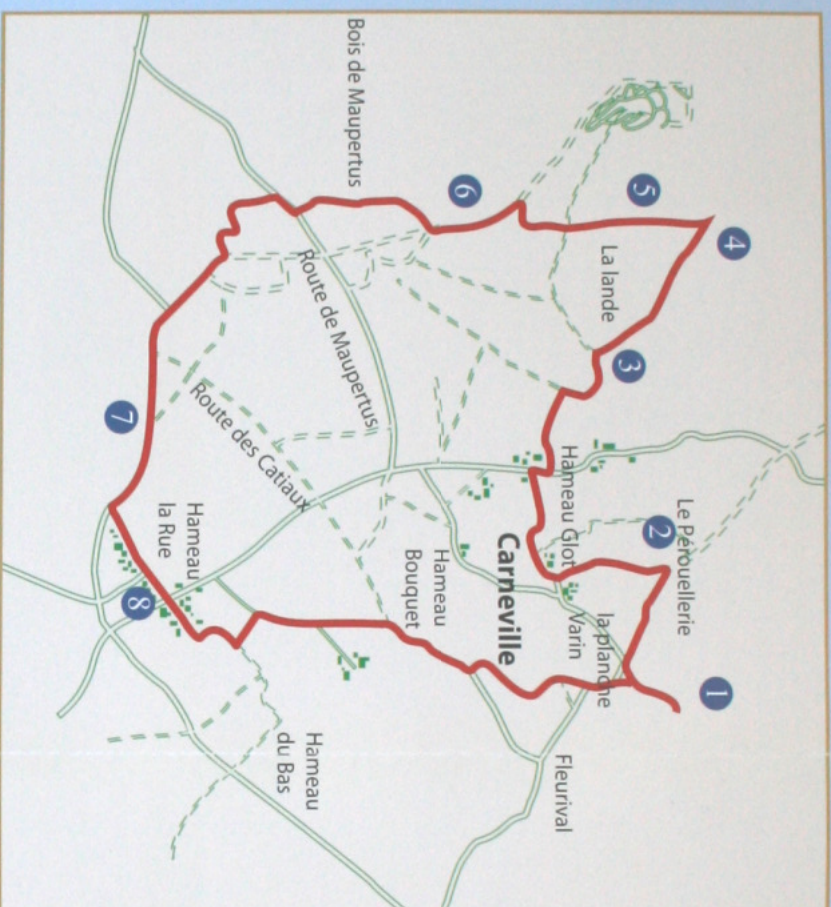 1
Le Pérouellerie
2
la planche
Varin
Hameau Glot
3
La lande
4
5
6
Bois de Maupertus
Route de Maupertus
Route des Catiaux
Carneville
Hameau
Bouquet
Fleurival
Hameau
du Bas
Hameau
la Rue
7
8